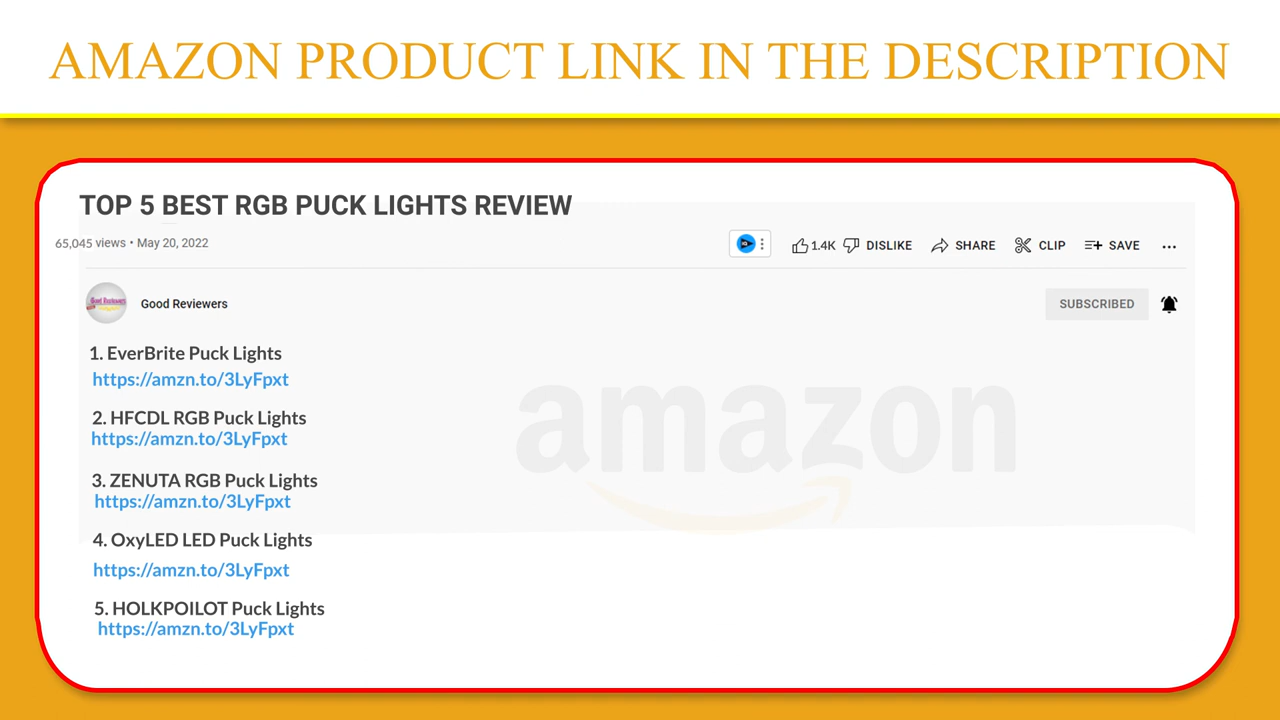 AMAZON PRODUCT LINK IN THE DESCRIPTION
TOP 5 BEST RGB PUCK LIGHTS REVIEW
65,045 views • May 20, 2022
1.4K DISLIKE SHARE CLIP SAVE ...
Good Reviewers
SUBSCRIBED
1. EverBrite Puck Lights
https://amzn.to/3LyFpxt
2. HFCDL RGB Puck Lights
https://amzn.to/3LyFpxt
3. ZENUTA RGB Puck Lights
https://amzn.to/3LyFpxt
4. OxyLED LED Puck Lights
https://amzn.to/3LyFpxt
5. HOLKPOILOT Puck Lights
https://amzn.to/3LyFpxt
amazon